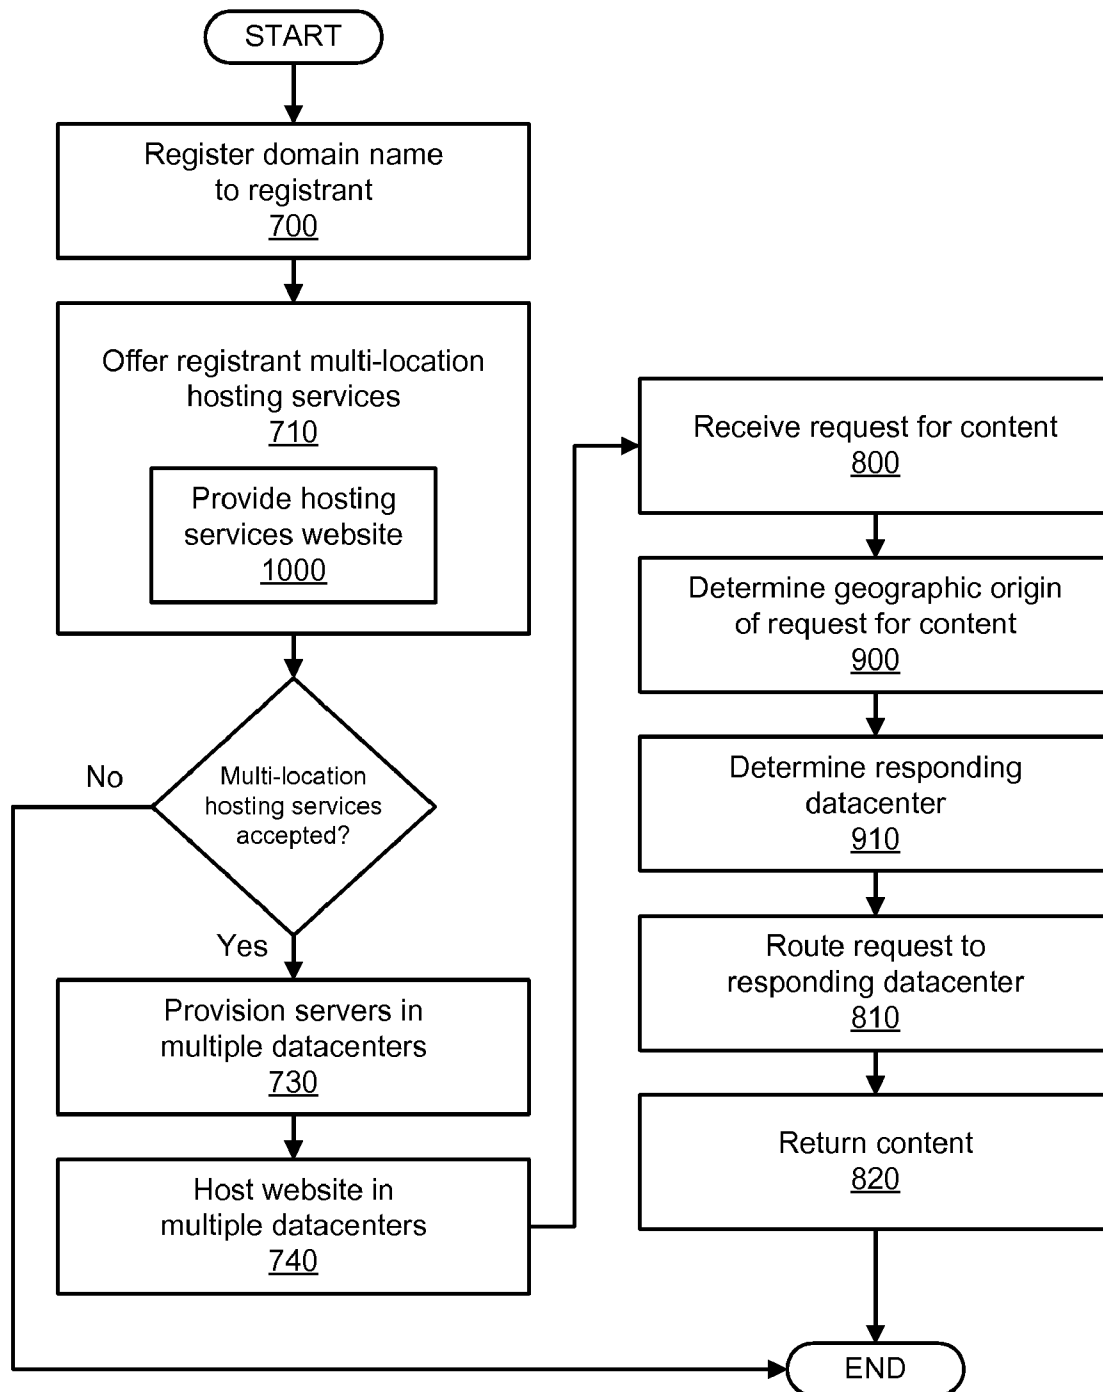 START
Register domain name
to registrant
700
Offer registrant multi-location
hosting services
710
Provide hosting
services website
1000
Multi-location
hosting services
accepted?
No
Yes
Provision servers in
multiple datacenters
730
Host website in
multiple datacenters
740
Receive request for content
800
Determine geographic origin
of request for content
900
Determine responding
datacenter
910
Route request to
responding datacenter
810
Return content
820
END